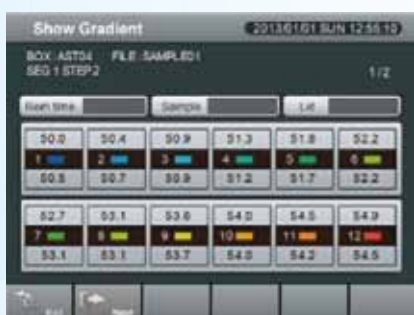 Show Gradient 2013/01/01 SUN 12:55:10
BOX: AST04 FILE: SAMPLE01
SEG 1 STEP 2 1/2
Sample Lid
50.0 50.4 50.9 51.3 51.8 52.2
1 2 3 4 5 6
50.5 50.7 50.9 51.2 51.7 52.2
52.7 53.1 53.6 54.0 54.5 54.9
7 8 9 10 11 12
53.1 53.1 53.7 54.0 54.2 54.5